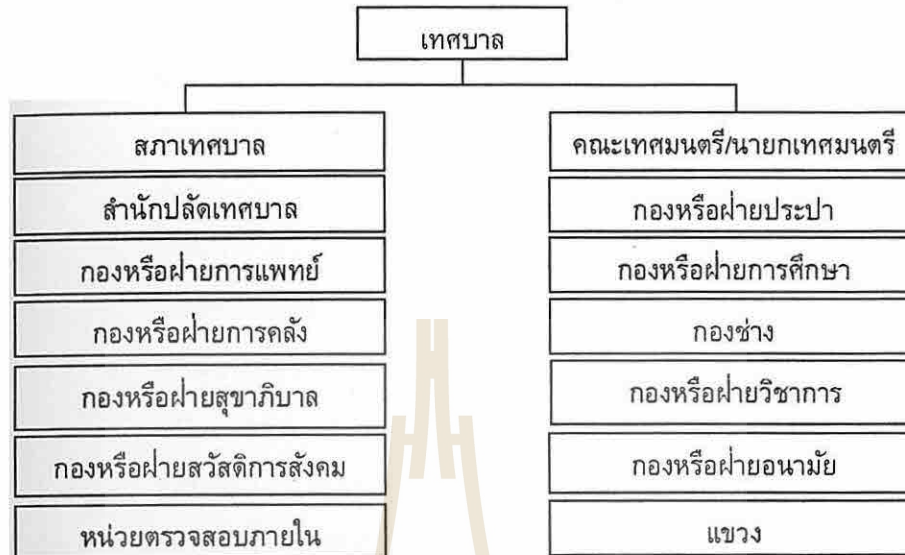 เทศบาล
สภาเทศบาล
สำนักปลัดเทศบาล
กองหรือฝ่ายการแพทย์
กองหรือฝ่ายการคลัง
กองหรือฝ่ายสุขาภิบาล
กองหรือฝ่ายสวัสดิการสังคม
หน่วยตรวจสอบภายใน
คณะเทศมนตรี/นายกเทศมนตรี
กองหรือฝ่ายประปา
กองหรือฝ่ายการศึกษา
กองช่าง
กองหรือฝ่ายวิชาการ
กองหรือฝ่ายอนามัย
แขวง